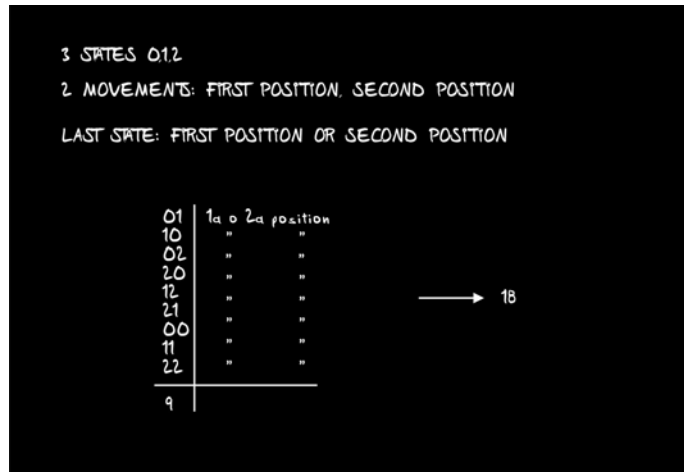 3 STATES 0,1,2
2 MOVEMENTS: FIRST POSITION, SECOND POSITION
LAST STATE: FIRST POSITION OR SECOND POSITION
01 1a o 2a position
10 " "
02 " "
20 " "
12 " "
21 " "
00 " "
11 " "
22 " "
9
18